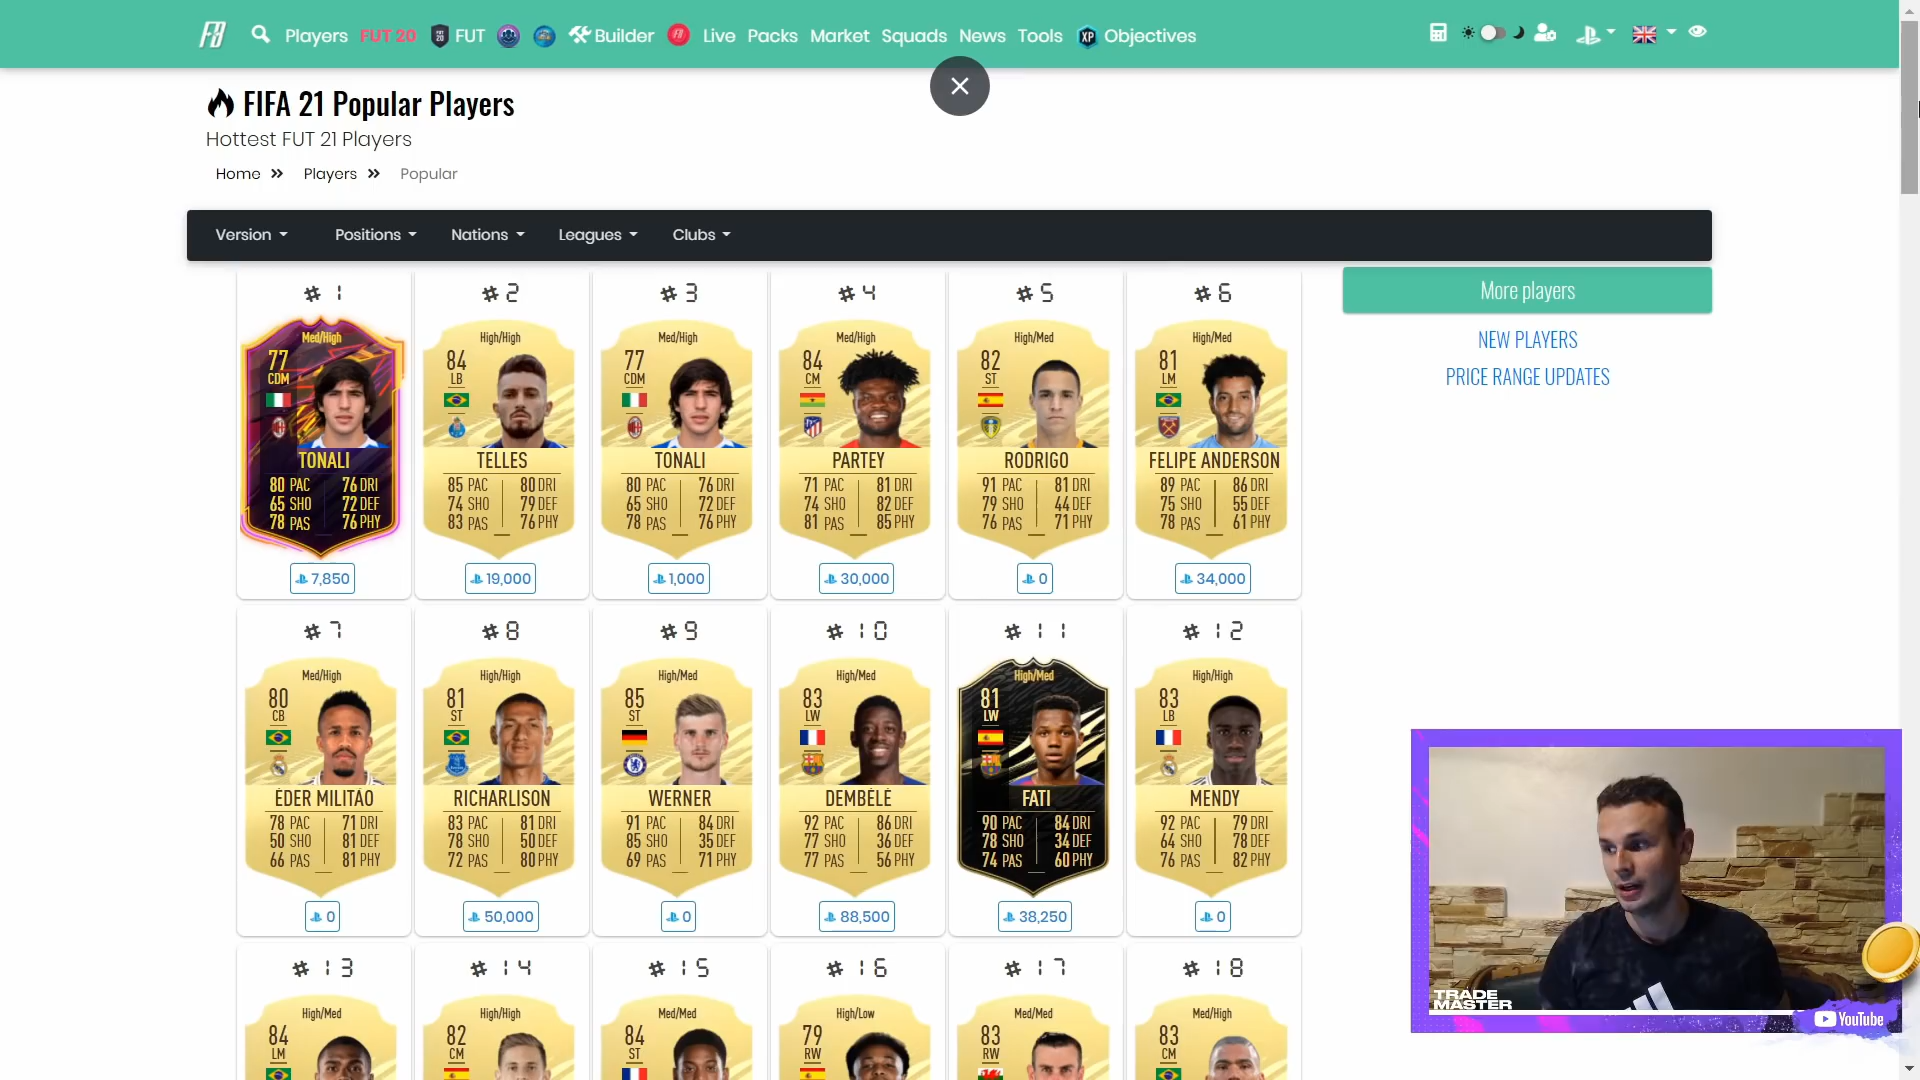 Players FUT 20 FUT Builder Live Packs Market Squads News Tools XP Objectives
FIFA 21 Popular Players
Hottest FUT 21 Players
Home » Players » Popular
Version Positions Nations Leagues Clubs
More players
NEW PLAYERS
PRICE RANGE UPDATES
# 1 # 2 # 3 # 4 # 5 # 6
Med/High High/High Med/High Med/High High/Med High/Med
77 84 77 84 82 81
CDM LB CDM CM ST LM
TONALI TELLES TONALI PARTEY RODRIGO FELIPE ANDERSON
80 PAC 76 DRI 85 PAC 80 DRI 80 PAC 76 DRI 71 PAC 81 DRI 91 PAC 81 DRI 89 PAC 86 DRI
65 SHO 72 DEF 74 SHO 79 DEF 65 SHO 72 DEF 74 SHO 82 DEF 79 SHO 44 DEF 75 SHO 55 DEF
78 PAS 76 PHY 83 PAS 76 PHY 78 PAS 76 PHY 81 PAS 85 PHY 76 PAS 71 PHY 78 PAS 61 PHY
7,850 19,000 1,000 30,000 0 34,000
# 7 # 8 # 9 # 10 # 11 # 12
Med/High High/High High/Med High/Med High/Med High/High
80 81 85 83 81 83
CB ST ST LW LW LB
ÉDER MILITÃO RICHARLISON WERNER DEMBÉLÉ FATI MENDY
78 PAC 71 DRI 83 PAC 81 DRI 91 PAC 84 DRI 92 PAC 86 DRI 90 PAC 84 DRI 92 PAC 79 DRI
50 SHO 81 DEF 78 SHO 50 DEF 85 SHO 35 DEF 77 SHO 36 DEF 78 SHO 34 DEF 64 SHO 78 DEF
66 PAS 81 PHY 72 PAS 80 PHY 69 PAS 71 PHY 77 PAS 56 PHY 74 PAS 60 PHY 76 PAS 82 PHY
0 50,000 0 88,500 38,250 0
# 13 # 14 # 15 # 16 # 17 # 18
High/Med High/High Med/Med High/Low Med/Med Med/High
84 82 84 79 83 83
LM CM ST RW RW CM
TRADE
MASTER
YouTube